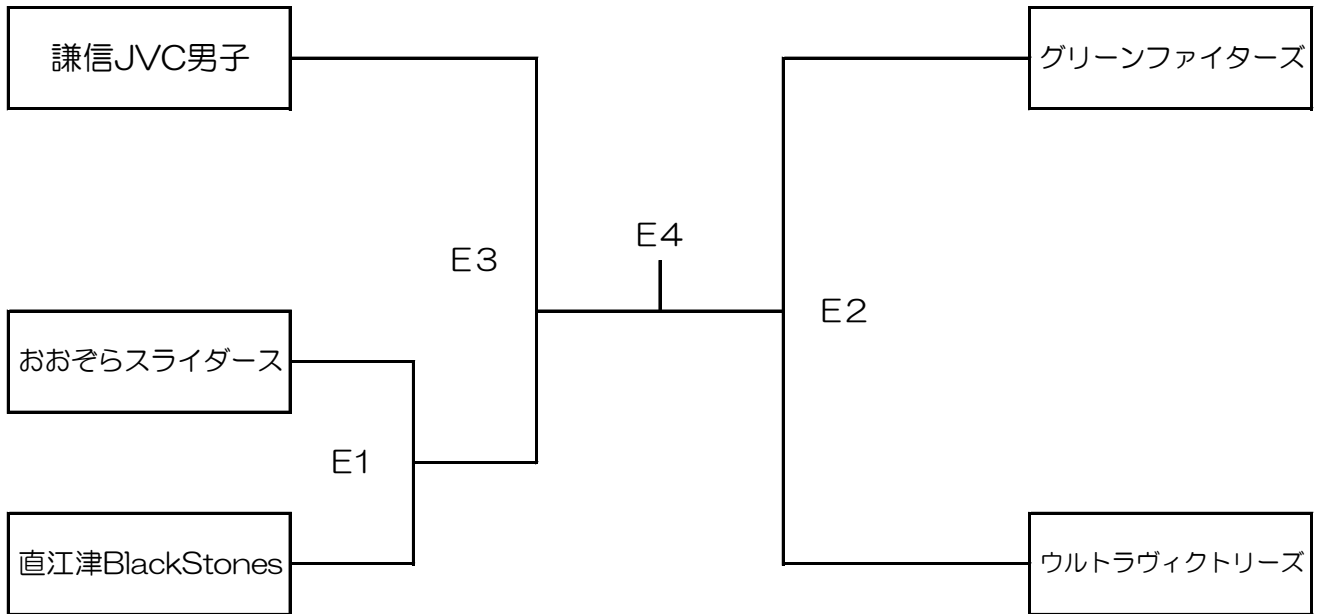 謙信JVC男子
グリーンファイターズ
E4
E3
E2
おおぞらスライダース
E1
直江津BlackStones
ウルトラヴィクトリーズ